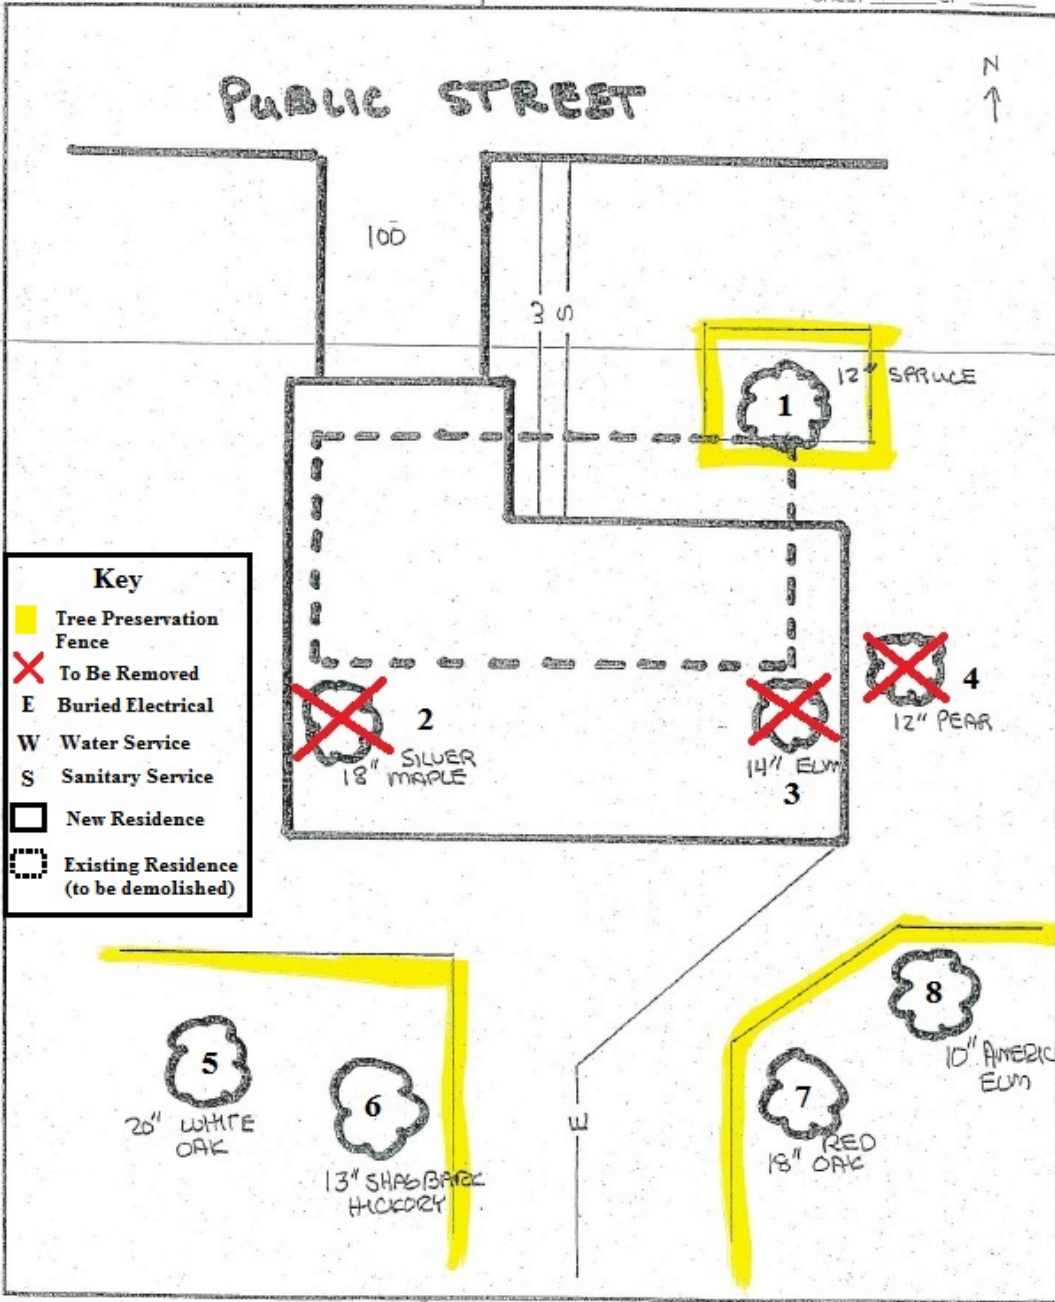 N
PUBLIC STREET
100
W
S
12" SPRUCE
1
Key
Tree Preservation
Fence
To Be Removed
E Buried Electrical
W Water Service
S Sanitary Service
New Residence
Existing Residence
(to be demolished)
2
18" SILVER
MAPLE
14" ELM
3
4
12" PEAR
5
20" WHITE
OAK
6
13" SHAGBARK
HICKORY
E
7
18" RED
OAK
8
10" AMERIC
ELM